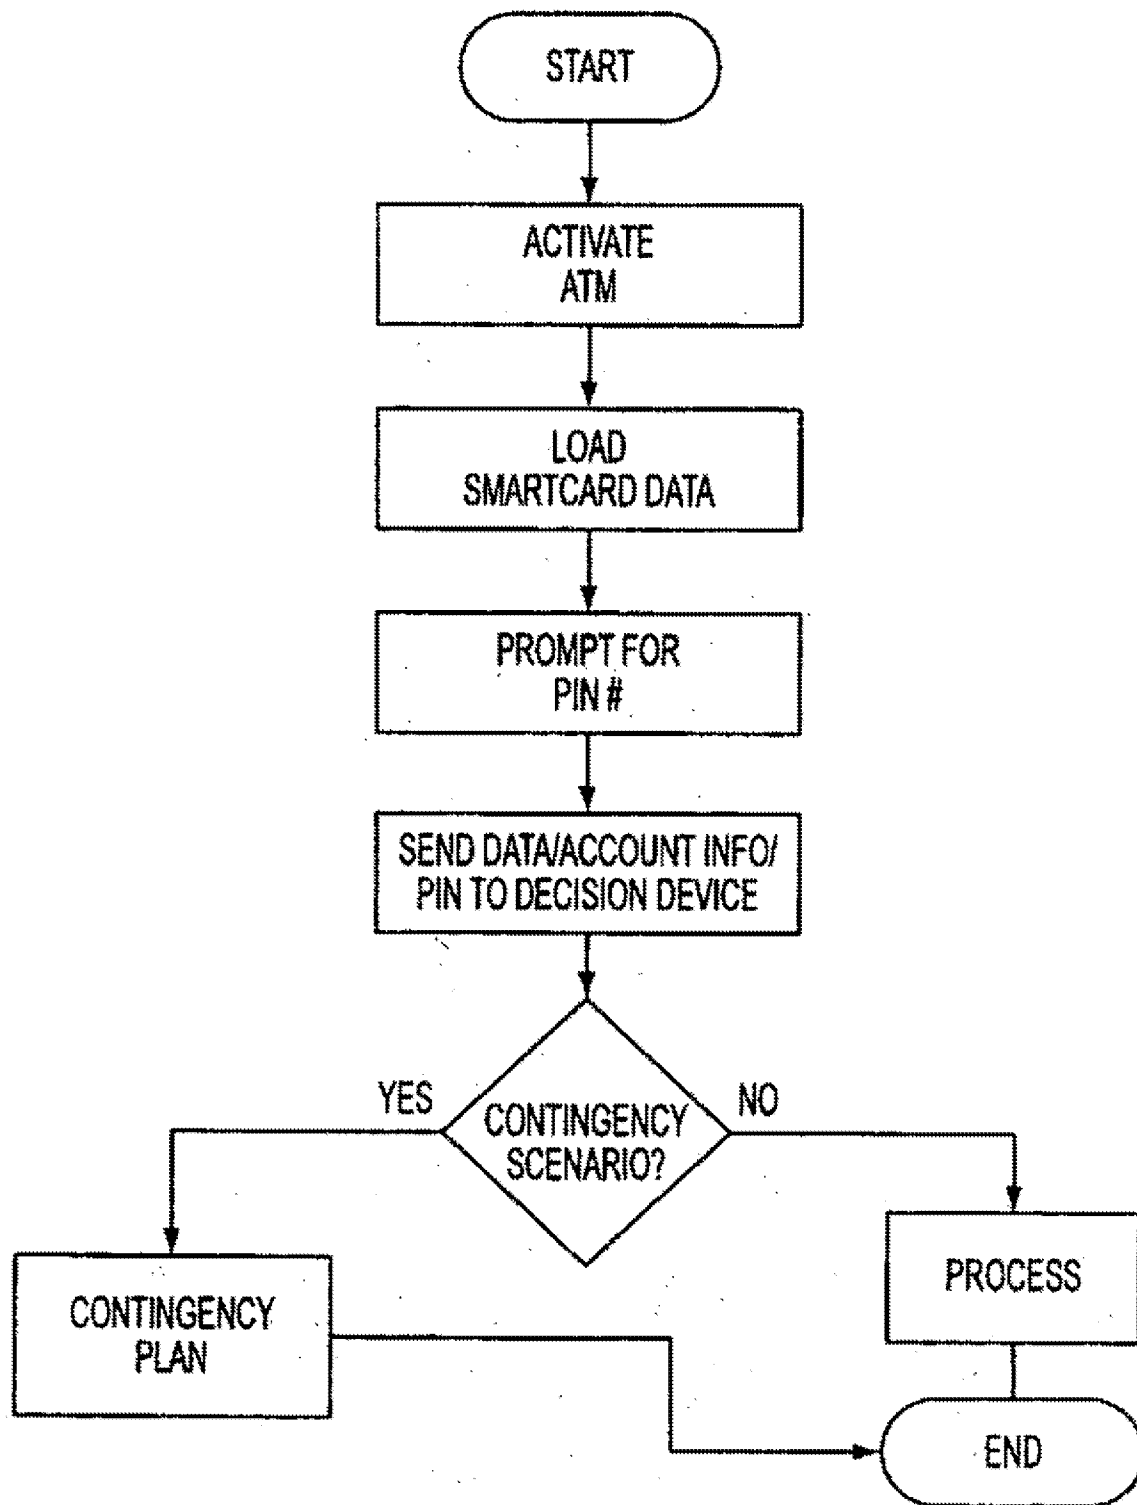 START
ACTIVATE
ATM
LOAD
SMARTCARD DATA
PROMPT FOR
PIN #
SEND DATA/ACCOUNT INFO/
PIN TO DECISION DEVICE
YES
NO
CONTINGENCY
SCENARIO?
PROCESS
CONTINGENCY
PLAN
END